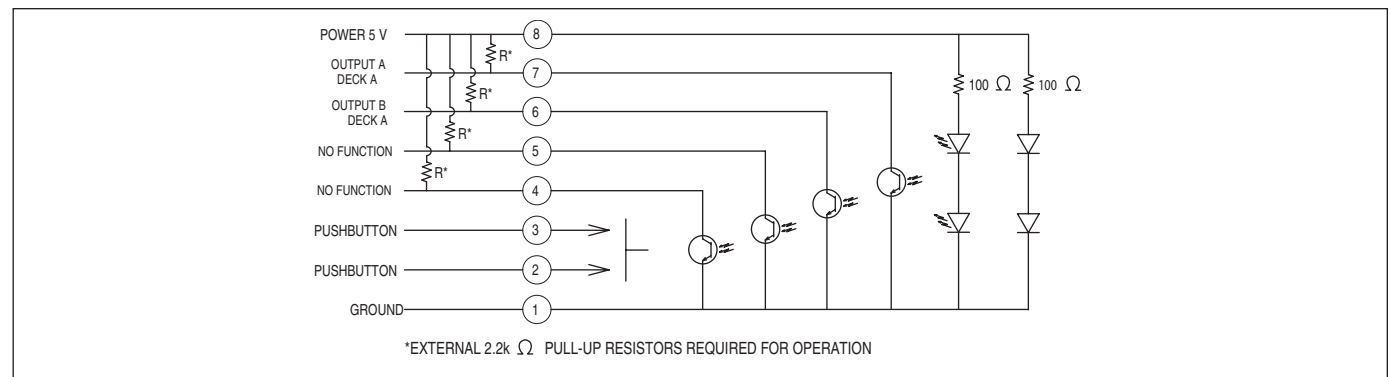 POWER 5 V
8
R*
OUTPUT A
DECK A
7
100 Ω
100 Ω
R*
OUTPUT B
DECK A
6
R*
NO FUNCTION
5
R*
NO FUNCTION
4
PUSHBUTTON
3
PUSHBUTTON
2
GROUND
1
*EXTERNAL 2.2k Ω PULL-UP RESISTORS REQUIRED FOR OPERATION